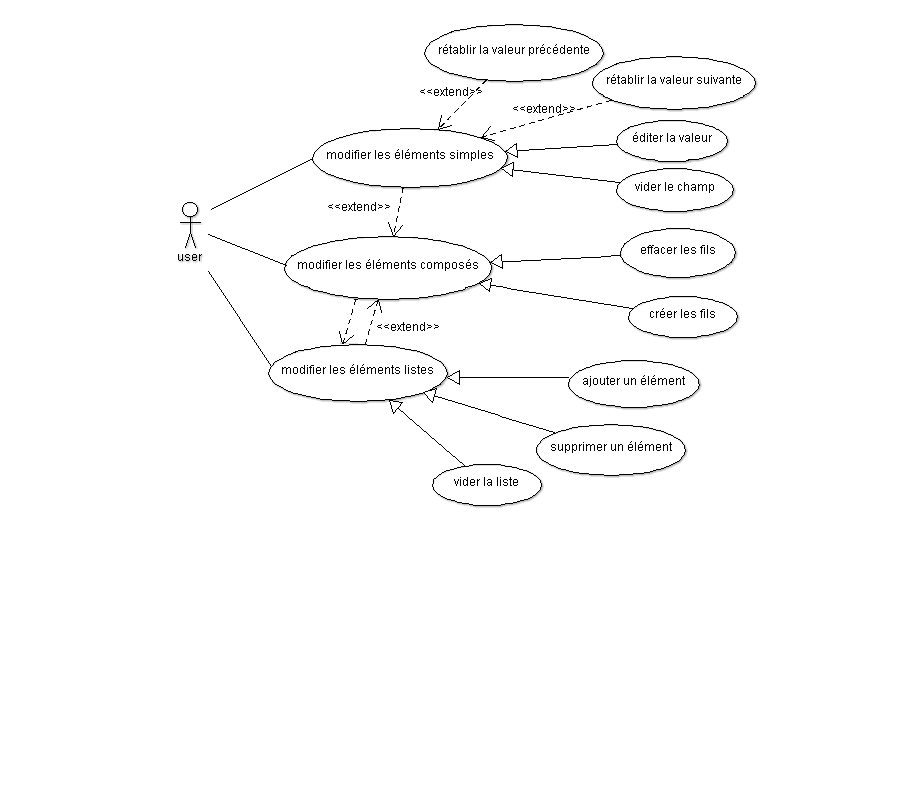 rétablir la valeur précédente
rétablir la valeur suivante
<<extend>>
<<extend>>
éditer la valeur
modifier les éléments simples
vider le champ
<<extend>>
user
effacer les fils
modifier les éléments composés
créer les fils
<<extend>>
modifier les éléments listes
ajouter un élément
supprimer un élément
vider la liste